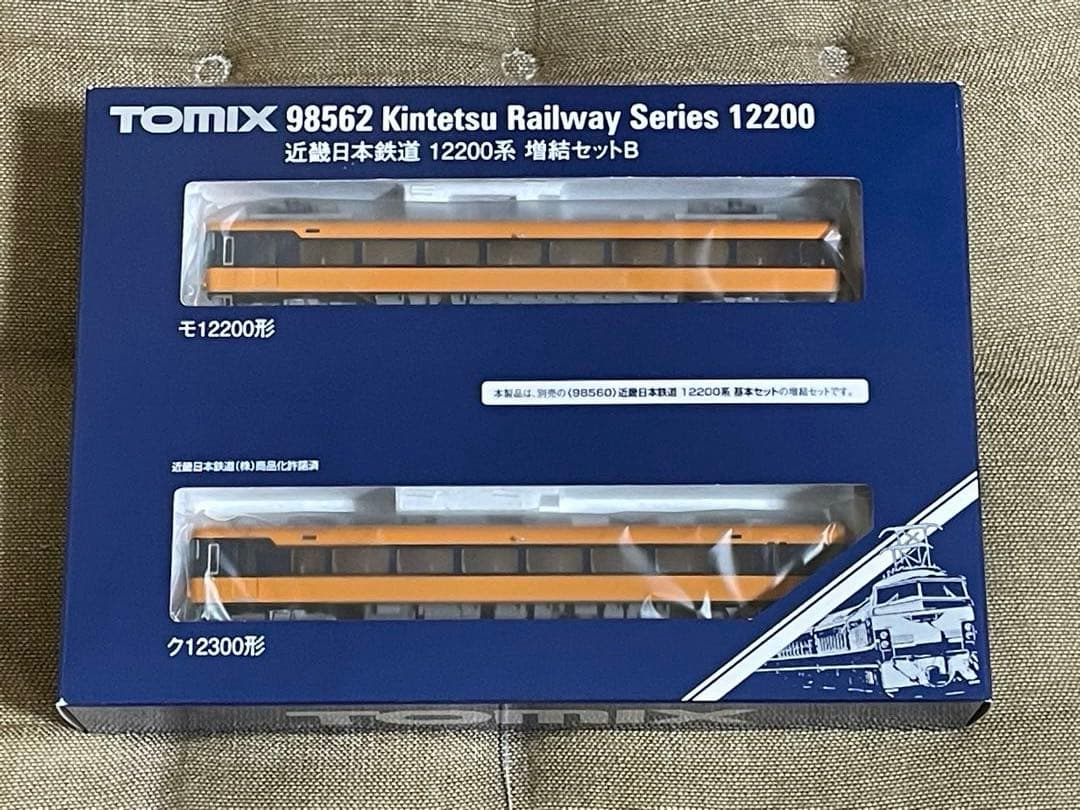 TOMIX 98562 Kintetsu Railway Series 12200
近畿日本鉄道 12200系 増結セットB
モ12200形
本製品は、別売の〈98560〉近畿日本鉄道 12200系 基本セットの増結セットです。
近畿日本鉄道(株)商品化許諾済
ク12300形
TOMIX